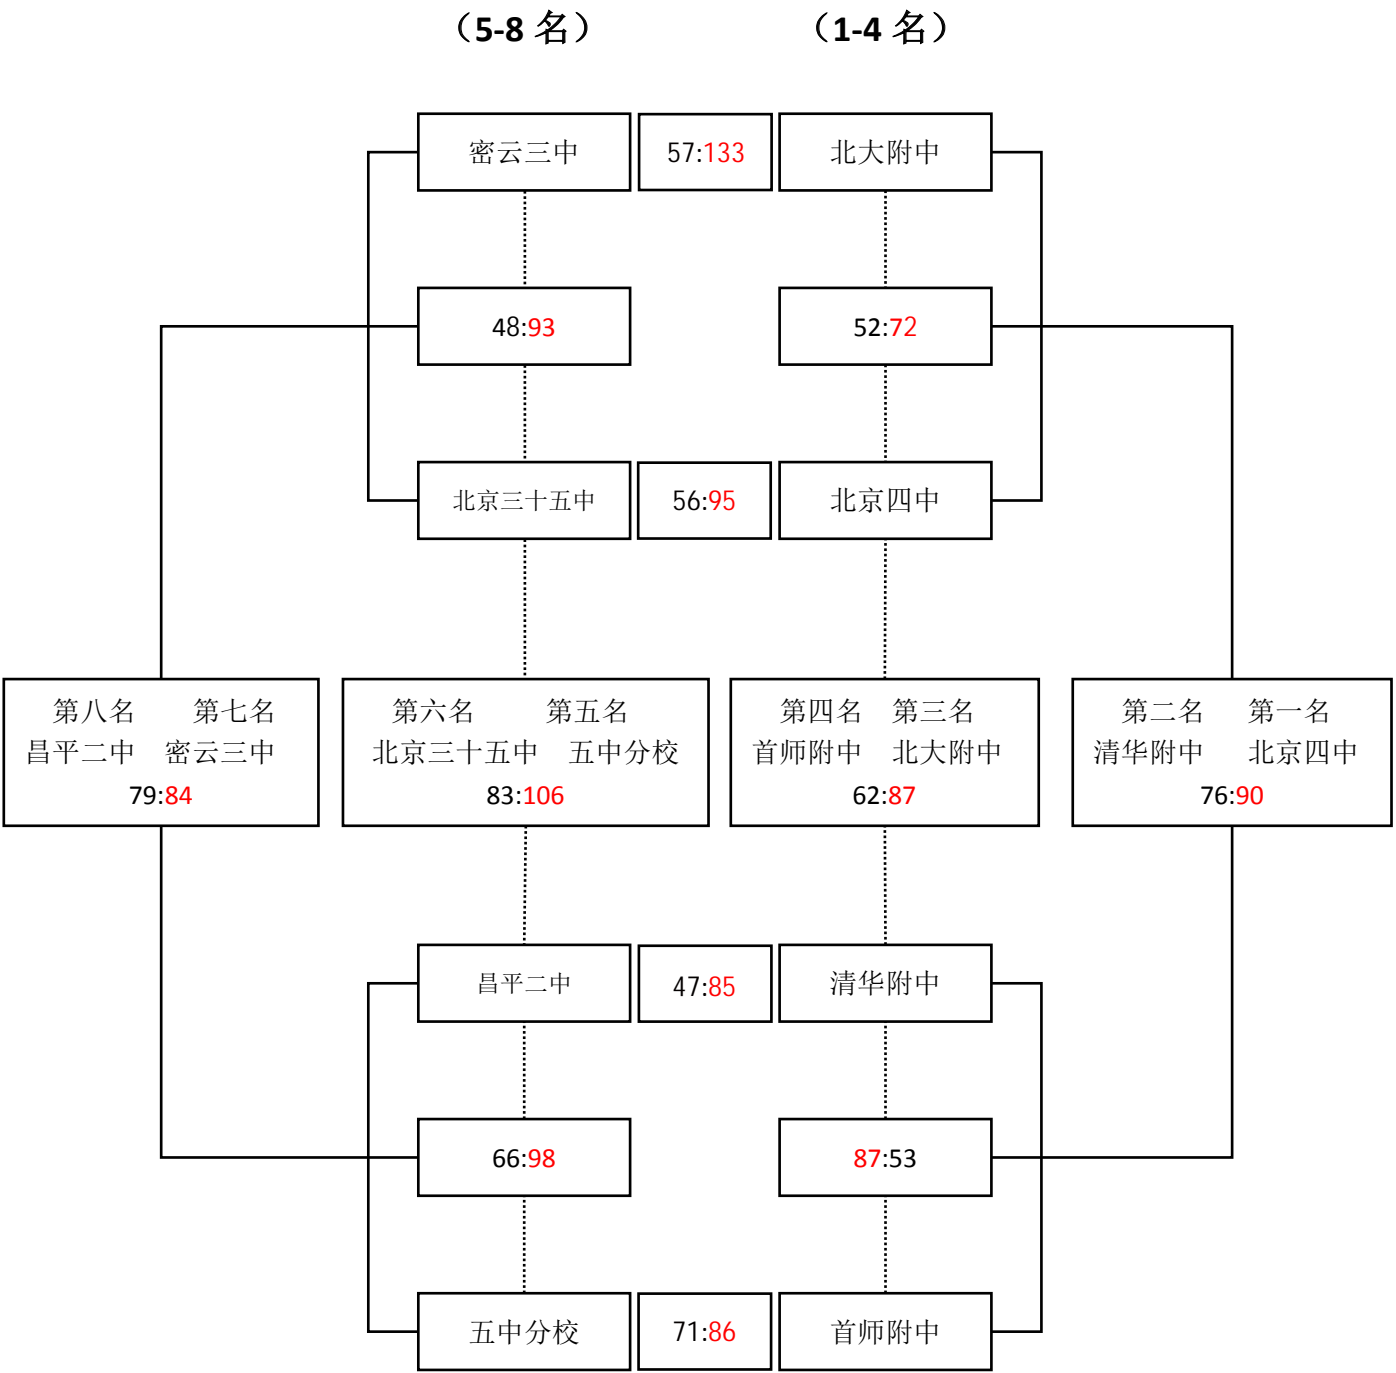 （5-8 名） （1-4 名）
密云三中 57:133 北大附中
48:93 52:72
北京三十五中 56:95 北京四中
第八名 第七名 第六名 第五名 第四名 第三名 第二名 第一名
昌平二中 密云三中 北京三十五中 五中分校 首师附中 北大附中 清华附中 北京四中
79:84 83:106 62:87 76:90
昌平二中 47:85 清华附中
66:98 87:53
五中分校 71:86 首师附中